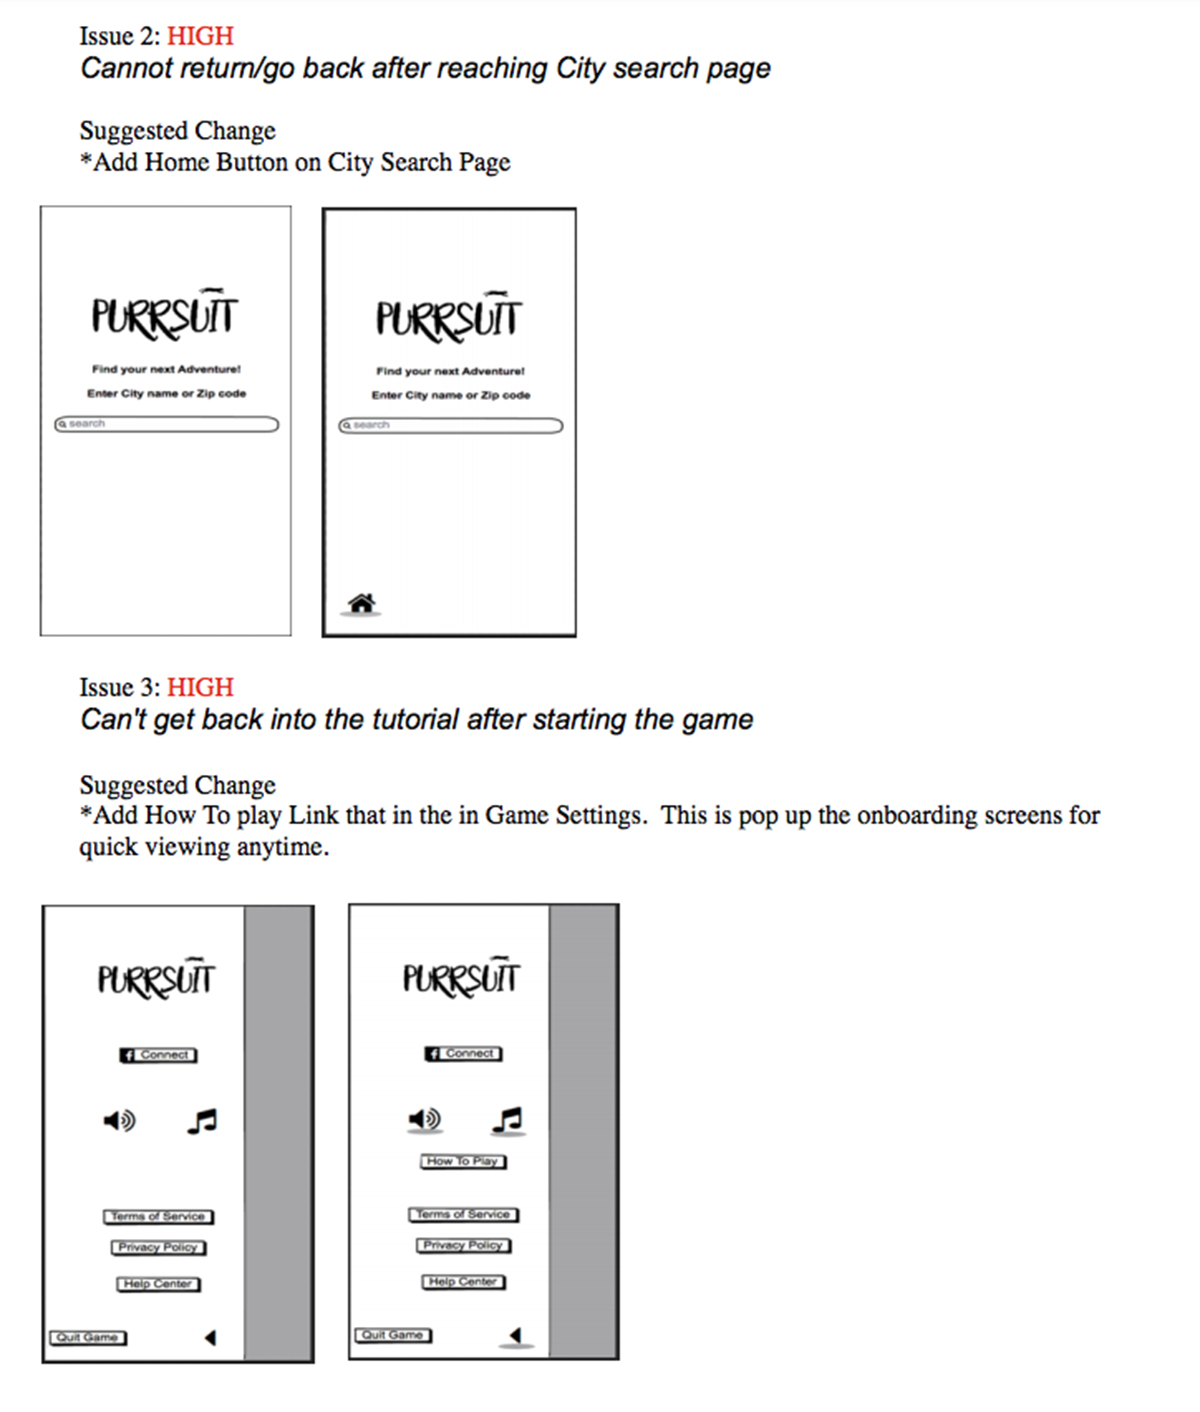 Issue 2: HIGH
Cannot return/go back after reaching City search page
Suggested Change
*Add Home Button on City Search Page
PURRSUIT
Find your next Adventure!
Enter City name or Zip code
search
PURRSUIT
Find your next Adventure!
Enter City name or Zip code
search
Issue 3: HIGH
Can't get back into the tutorial after starting the game
Suggested Change
*Add How To play Link that in the in Game Settings.  This is pop up the onboarding screens for
quick viewing anytime.
PURRSUIT
f Connect
Terms of Service
Privacy Policy
Help Center
Quit Game
PURRSUIT
f Connect
How To Play
Terms of Service
Privacy Policy
Help Center
Quit Game